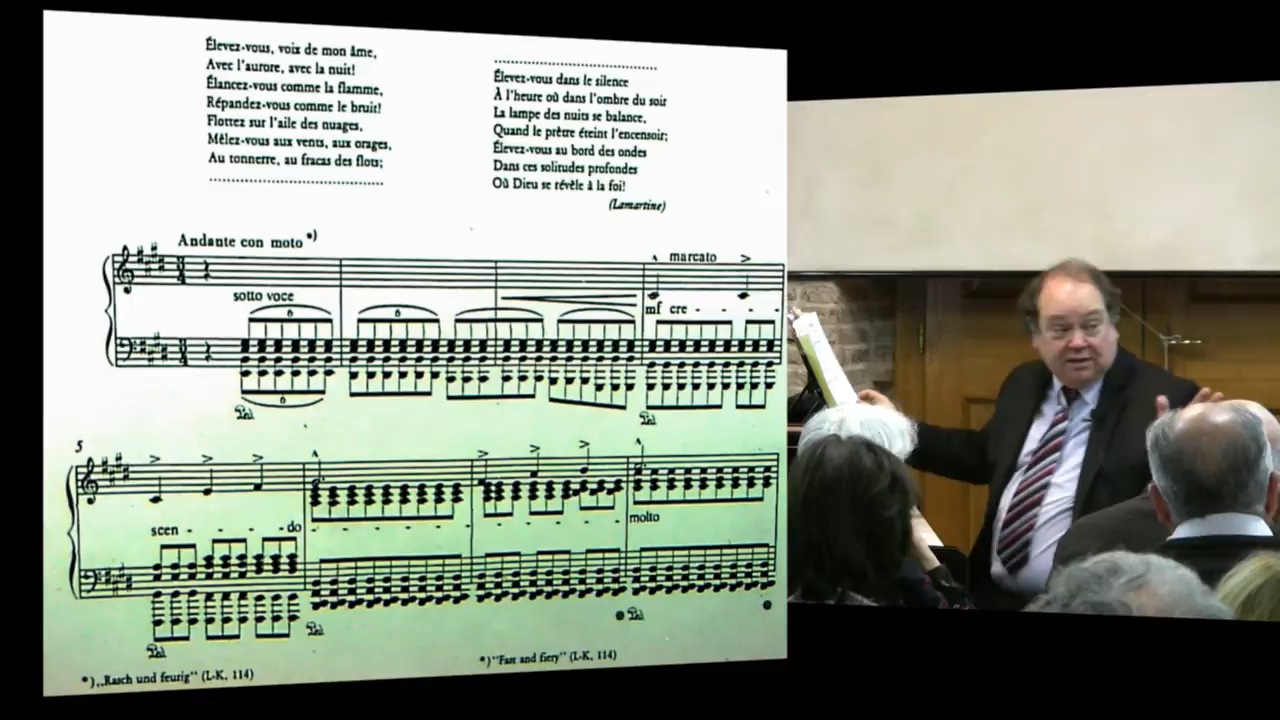 Élevez-vous, voix de mon âme,
Avec l'aurore, avec la nuit!
Élancez-vous comme la flamme,
Répandez-vous comme le bruit!
Flottez sur l'aile des nuages,
Mêlez-vous aux vents, aux orages,
Au tonnerre, au fracas des flots;
Élevez-vous dans le silence
À l'heure où dans l'ombre du soir
La lampe des nuits se balance,
Quand le prêtre éteint l'encensoir;
Élevez-vous au bord des ondes
Dans ces solitudes profondes
Où Dieu se révèle à la foi!
(Lamartine)
Andante con moto *)
marcato
sotto voce
mf cre - - -
6 6
6
5
scen - - - do - - - - - - molto
*) „Rasch und feurig" (L-K, 114)
*) "Fast and fiery" (L-K, 114)